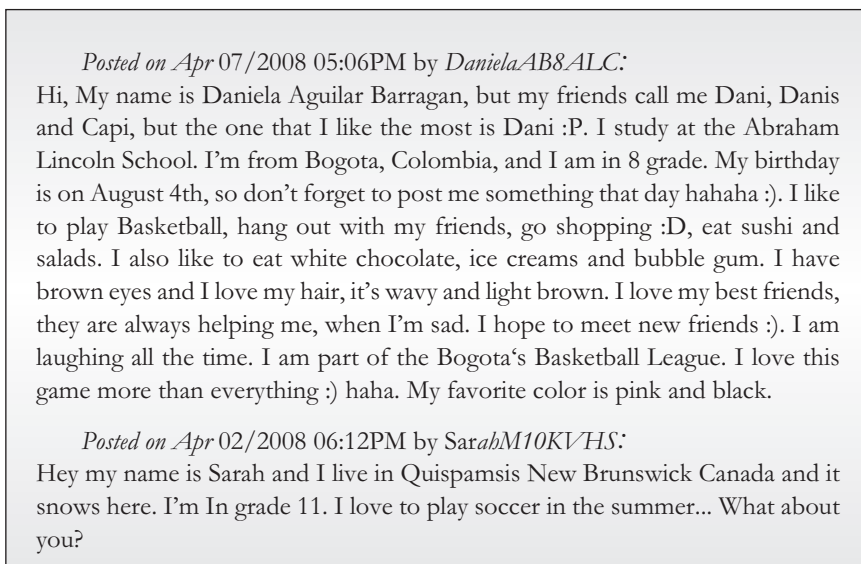 Posted on Apr 07/2008 05:06PM by DanielaAB8ALC:
Hi, My name is Daniela Aguilar Barragan, but my friends call me Dani, Danis
and Capi, but the one that I like the most is Dani :P. I study at the Abraham
Lincoln School. I’m from Bogota, Colombia, and I am in 8 grade. My birthday
is on August 4th, so don’t forget to post me something that day hahaha :). I like
to play Basketball, hang out with my friends, go shopping :D, eat sushi and
salads. I also like to eat white chocolate, ice creams and bubble gum. I have
brown eyes and I love my hair, it’s wavy and light brown. I love my best friends,
they are always helping me, when I’m sad. I hope to meet new friends :). I am
laughing all the time. I am part of the Bogota‘s Basketball League. I love this
game more than everything :) haha. My favorite color is pink and black.
Posted on Apr 02/2008 06:12PM by SarahM10KVHS:
Hey my name is Sarah and I live in Quispamsis New Brunswick Canada and it
snows here. I’m In grade 11. I love to play soccer in the summer... What about
you?